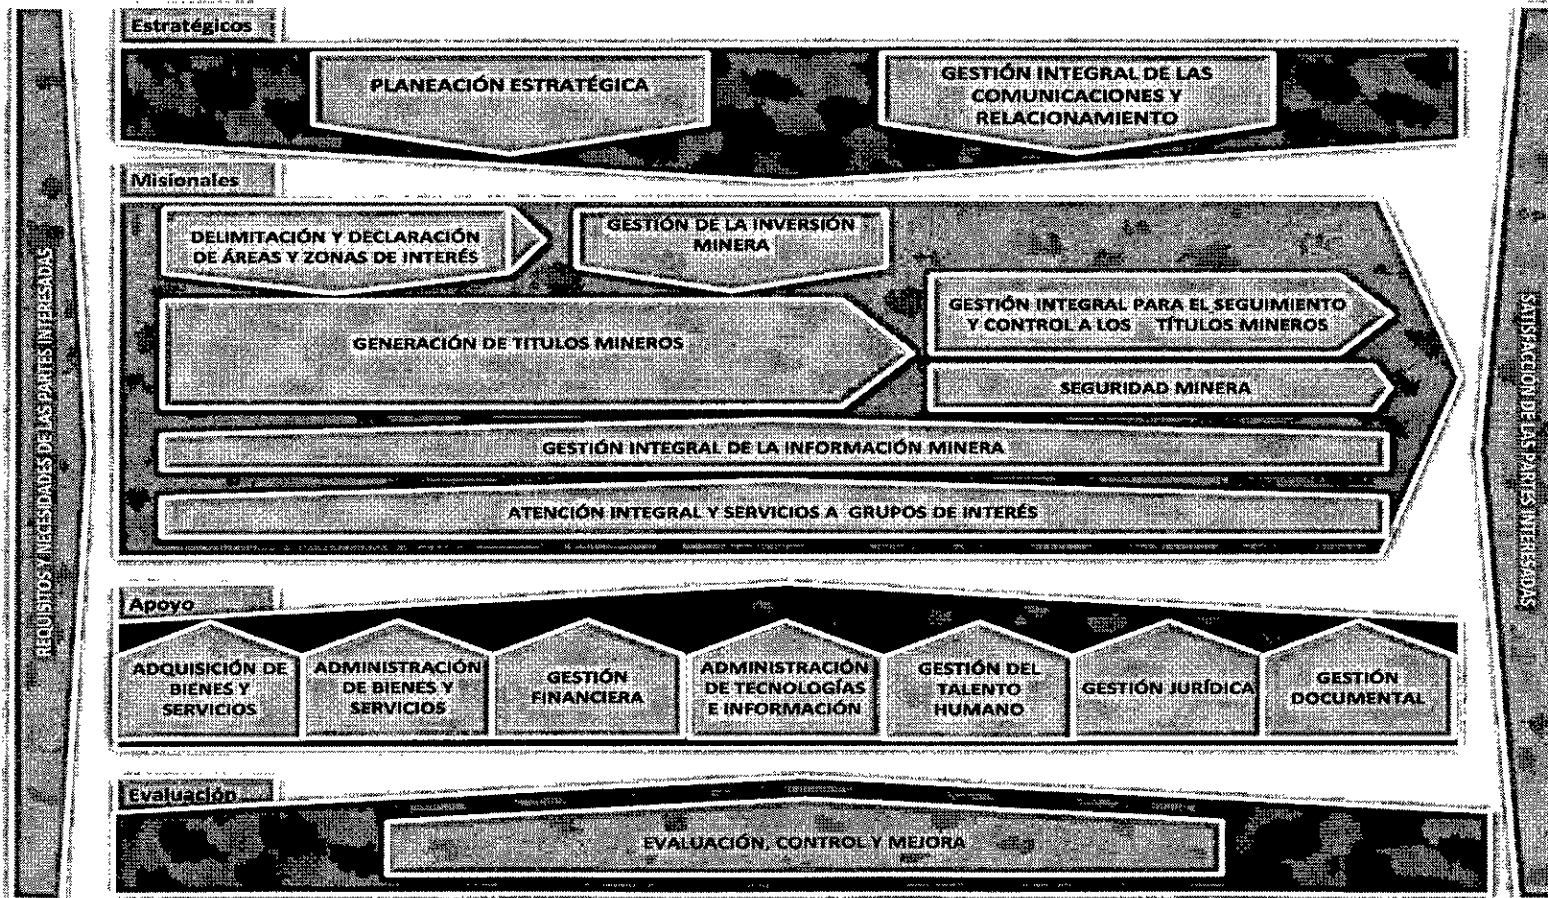 Estratégicos
PLANEACIÓN ESTRATÉGICA
GESTIÓN INTEGRAL DE LAS
COMUNICACIONES Y
RELACIONAMIENTO
Misionales
DELIMITACIÓN Y DECLARACIÓN
DE ÁREAS Y ZONAS DE INTERÉS
GESTIÓN DE LA INVERSIÓN
MINERA
GENERACIÓN DE TITULOS MINEROS
GESTIÓN INTEGRAL PARA EL SEGUIMIENTO
Y CONTROL A LOS TÍTULOS MINEROS
SEGURIDAD MINERA
GESTIÓN INTEGRAL DE LA INFORMACIÓN MINERA
ATENCIÓN INTEGRAL Y SERVICIOS A GRUPOS DE INTERÉS
Apoyo
ADQUISICIÓN DE
BIENES Y
SERVICIOS
ADMINISTRACIÓN
DE BIENES Y
SERVICIOS
GESTIÓN
FINANCIERA
ADMINISTRACIÓN
DE TECNOLOGÍAS
E INFORMACIÓN
GESTIÓN DEL
TALENTO
HUMANO
GESTIÓN JURÍDICA
GESTIÓN
DOCUMENTAL
Evaluación
EVALUACIÓN, CONTROL Y MEJORA
REQUISITOS Y NECESIDADES DE LAS PARTES INTERESADAS
SATISFACCIÓN DE LAS PARTES INTERESADAS